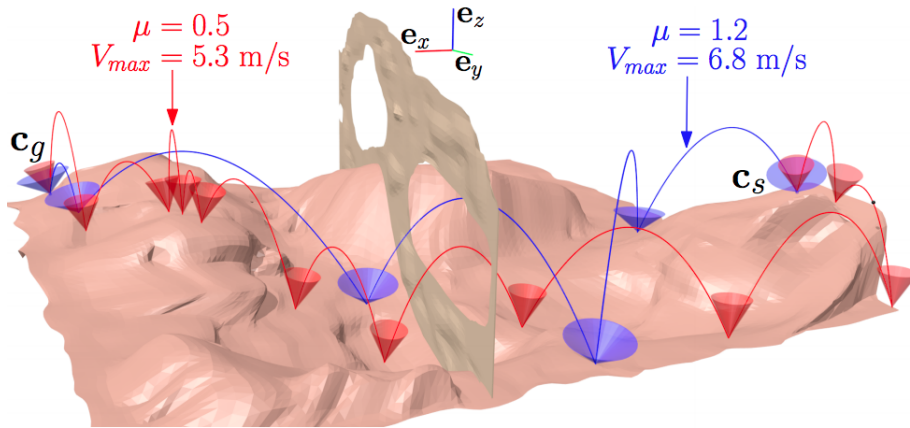 μ = 0.5
V_max = 5.3 m/s
e_z
e_x
e_y
μ = 1.2
V_max = 6.8 m/s
c_g
c_s